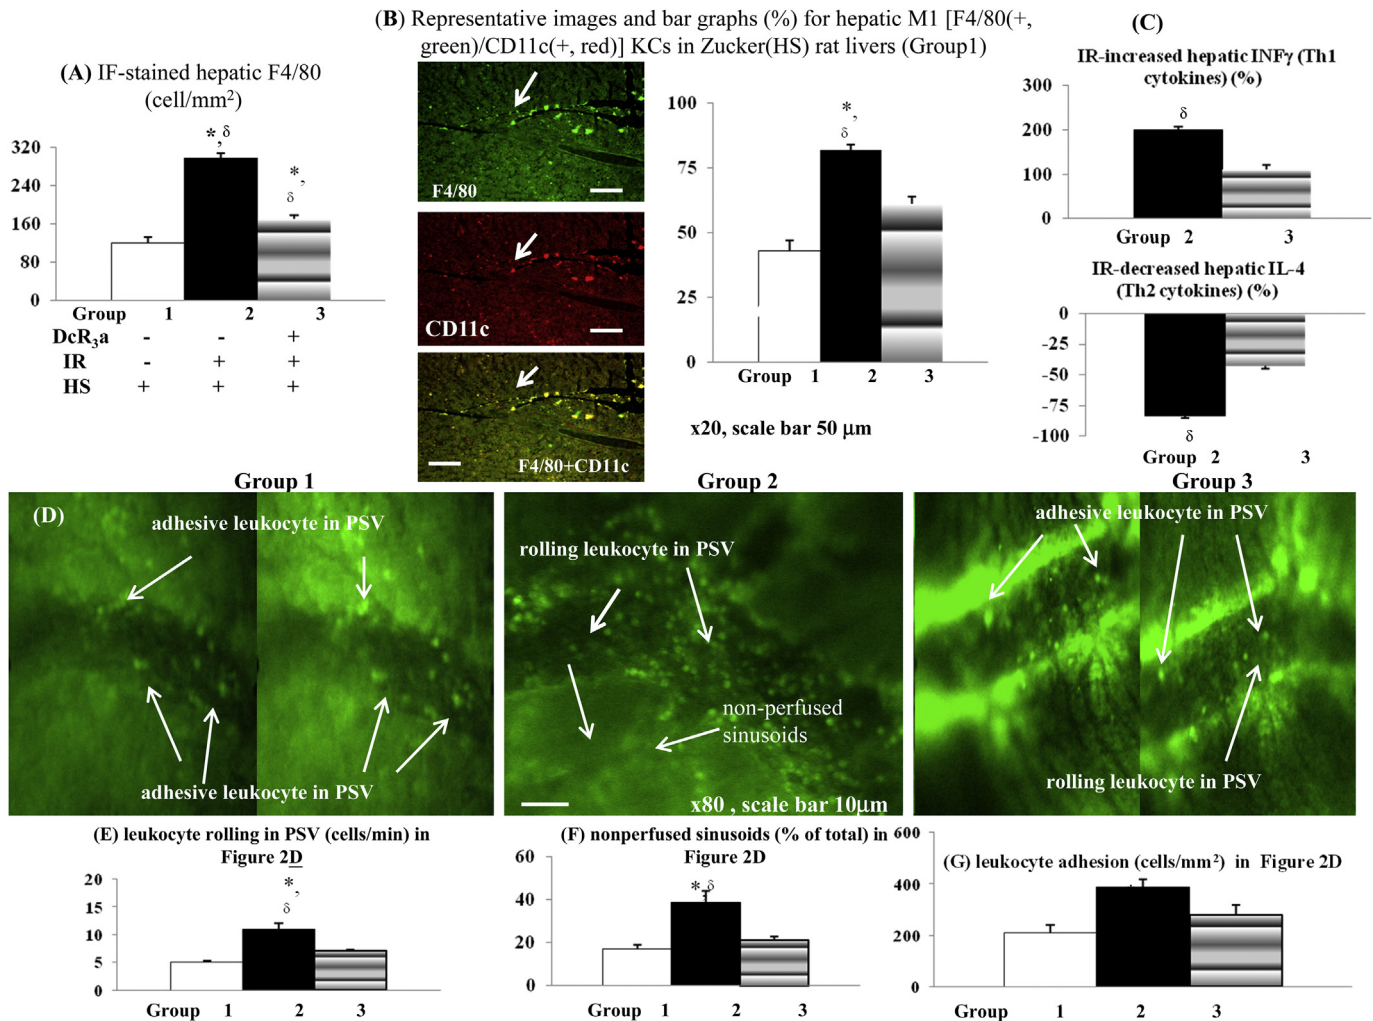 (B) Representative images and bar graphs (%) for hepatic M1 [F4/80(+,
green)/CD11c(+, red)] KCs in Zucker(HS) rat livers (Group1)
(C)
(A) IF-stained hepatic F4/80
(cell/mm²)
320
240
160
80
0
*,δ
*,
δ
Group 1 2 3
DcR₃a - - +
IR - + +
HS + + +
F4/80
CD11c
F4/80+CD11c
100
75
50
25
0
*,
δ
Group 1 2 3
x20, scale bar 50 μm
IR-increased hepatic INFγ (Th1
cytokines) (%)
300
200
100
0
δ
Group 2 3
IR-decreased hepatic IL-4
(Th2 cytokines) (%)
0
-25
-50
-75
-100
δ
Group 2 3
Group 1
Group 2
Group 3
(D)
adhesive leukocyte in PSV
adhesive leukocyte in PSV
rolling leukocyte in PSV
non-perfused
sinusoids
x80 , scale bar 10μm
adhesive leukocyte in PSV
rolling leukocyte in PSV
(E) leukocyte rolling in PSV (cells/min) in
Figure 2D
20
15
10
5
0
*,
δ
Group 1 2 3
(F) nonperfused sinusoids (% of total) in
Figure 2D
60
40
20
0
*,δ
Group 1 2 3
(G) leukocyte adhesion (cells/mm²) in Figure 2D
600
400
200
0
Group 1 2 3